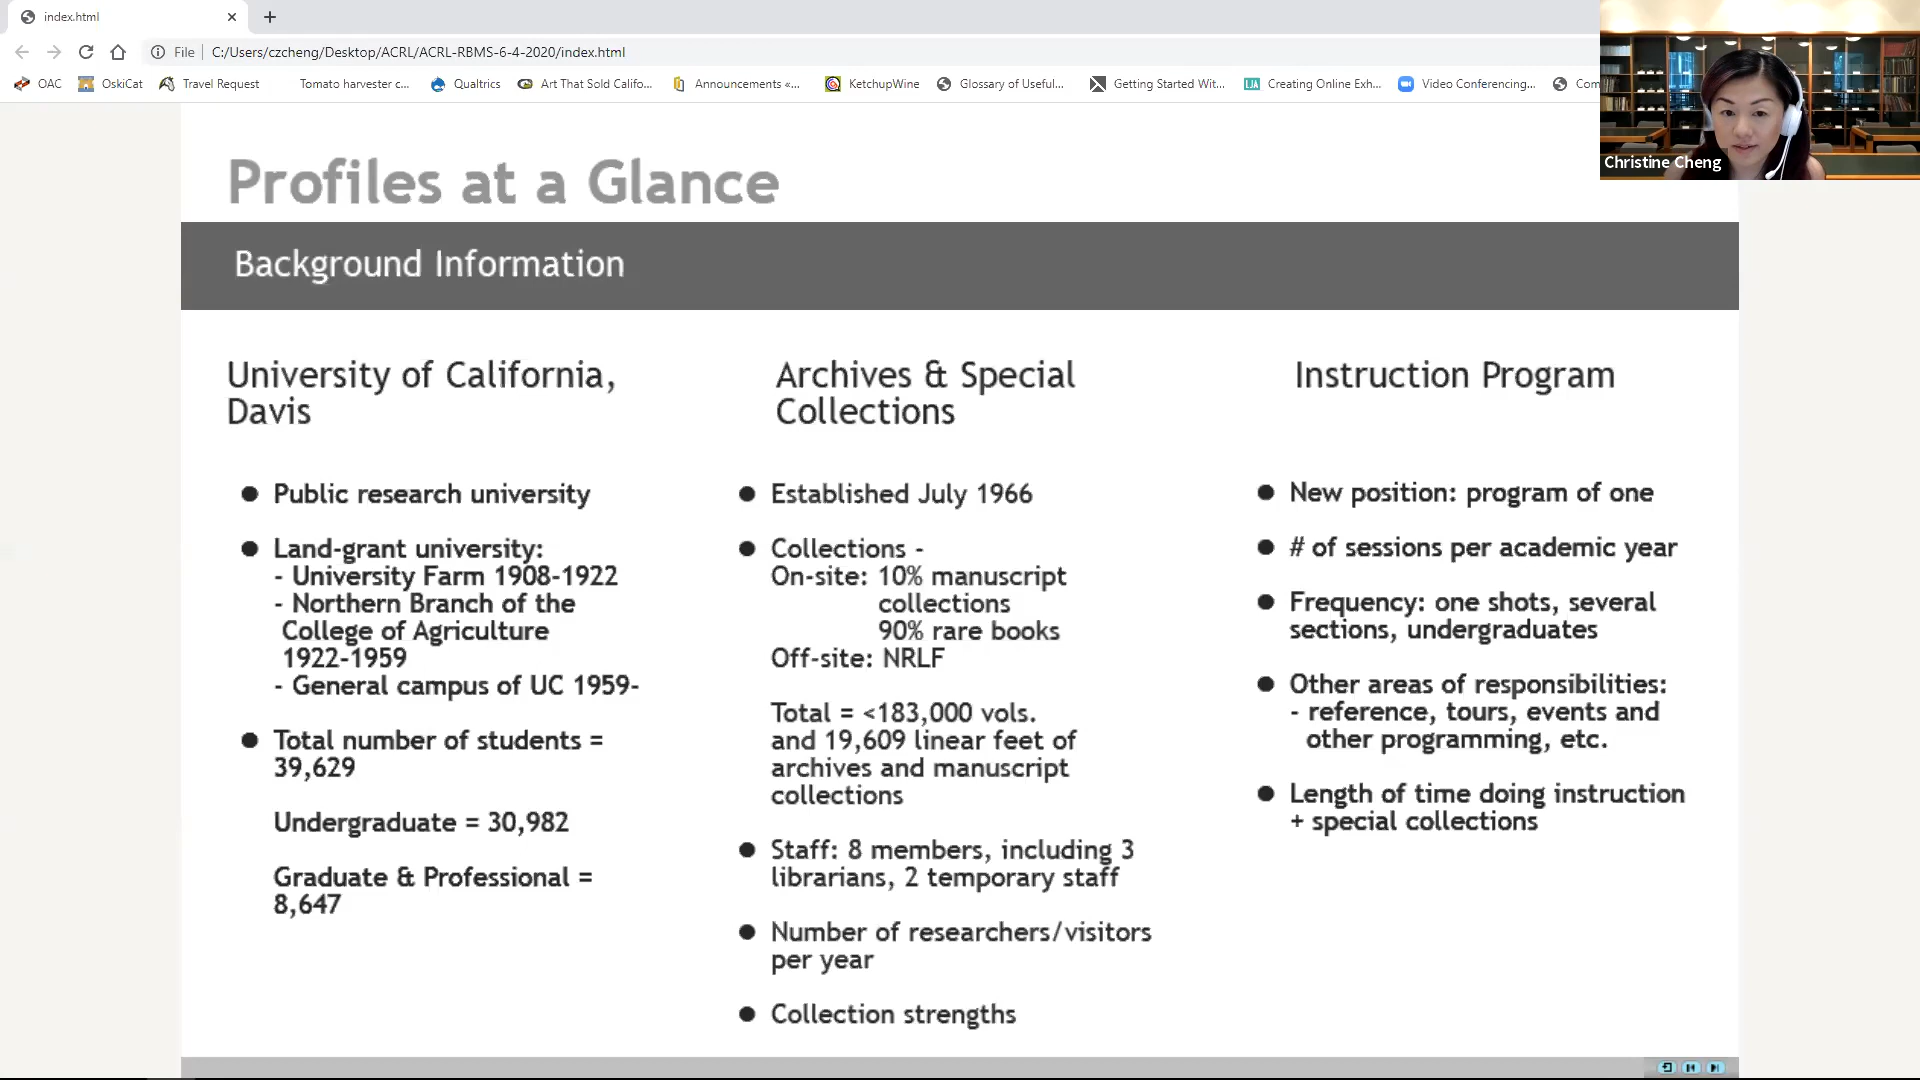 index.html
File
C:/Users/czcheng/Desktop/ACRL/ACRL-RBMS-6-4-2020/index.html
OAC
OskiCat
Travel Request
Tomato harvester c...
Qualtrics
Art That Sold Califo...
Announcements «...
KetchupWine
Glossary of Useful...
Getting Started Wit...
LJA
Creating Online Exh...
Video Conferencing...
Com
Christine Cheng
Profiles at a Glance
Background Information
University of California,
Davis
● Public research university
● Land-grant university:
- University Farm 1908-1922
- Northern Branch of the
College of Agriculture
1922-1959
- General campus of UC 1959-
● Total number of students =
39,629
Undergraduate = 30,982
Graduate & Professional =
8,647
Archives & Special
Collections
● Established July 1966
● Collections -
On-site: 10% manuscript
collections
90% rare books
Off-site: NRLF
Total = <183,000 vols.
and 19,609 linear feet of
archives and manuscript
collections
● Staff: 8 members, including 3
librarians, 2 temporary staff
● Number of researchers/visitors
per year
● Collection strengths
Instruction Program
● New position: program of one
● # of sessions per academic year
● Frequency: one shots, several
sections, undergraduates
● Other areas of responsibilities:
- reference, tours, events and
other programming, etc.
● Length of time doing instruction
+ special collections